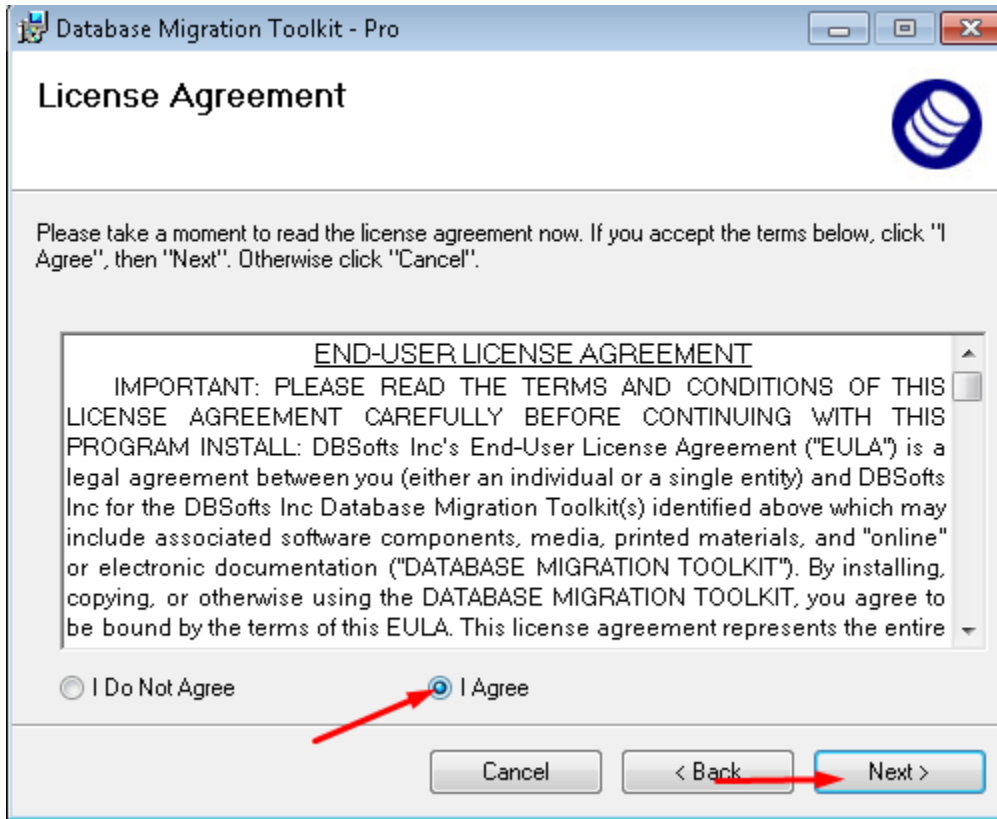 Database Migration Toolkit - Pro
License Agreement
Please take a moment to read the license agreement now. If you accept the terms below, click "I
Agree", then "Next". Otherwise click "Cancel".
END-USER LICENSE AGREEMENT
IMPORTANT: PLEASE READ THE TERMS AND CONDITIONS OF THIS
LICENSE AGREEMENT CAREFULLY BEFORE CONTINUING WITH THIS
PROGRAM INSTALL: DBSofts Inc's End-User License Agreement ("EULA") is a
legal agreement between you (either an individual or a single entity) and DBSofts
Inc for the DBSofts Inc Database Migration Toolkit(s) identified above which may
include associated software components, media, printed materials, and "online"
or electronic documentation ("DATABASE MIGRATION TOOLKIT"). By installing,
copying, or otherwise using the DATABASE MIGRATION TOOLKIT, you agree to
be bound by the terms of this EULA. This license agreement represents the entire
I Do Not Agree I Agree
Cancel < Back Next >